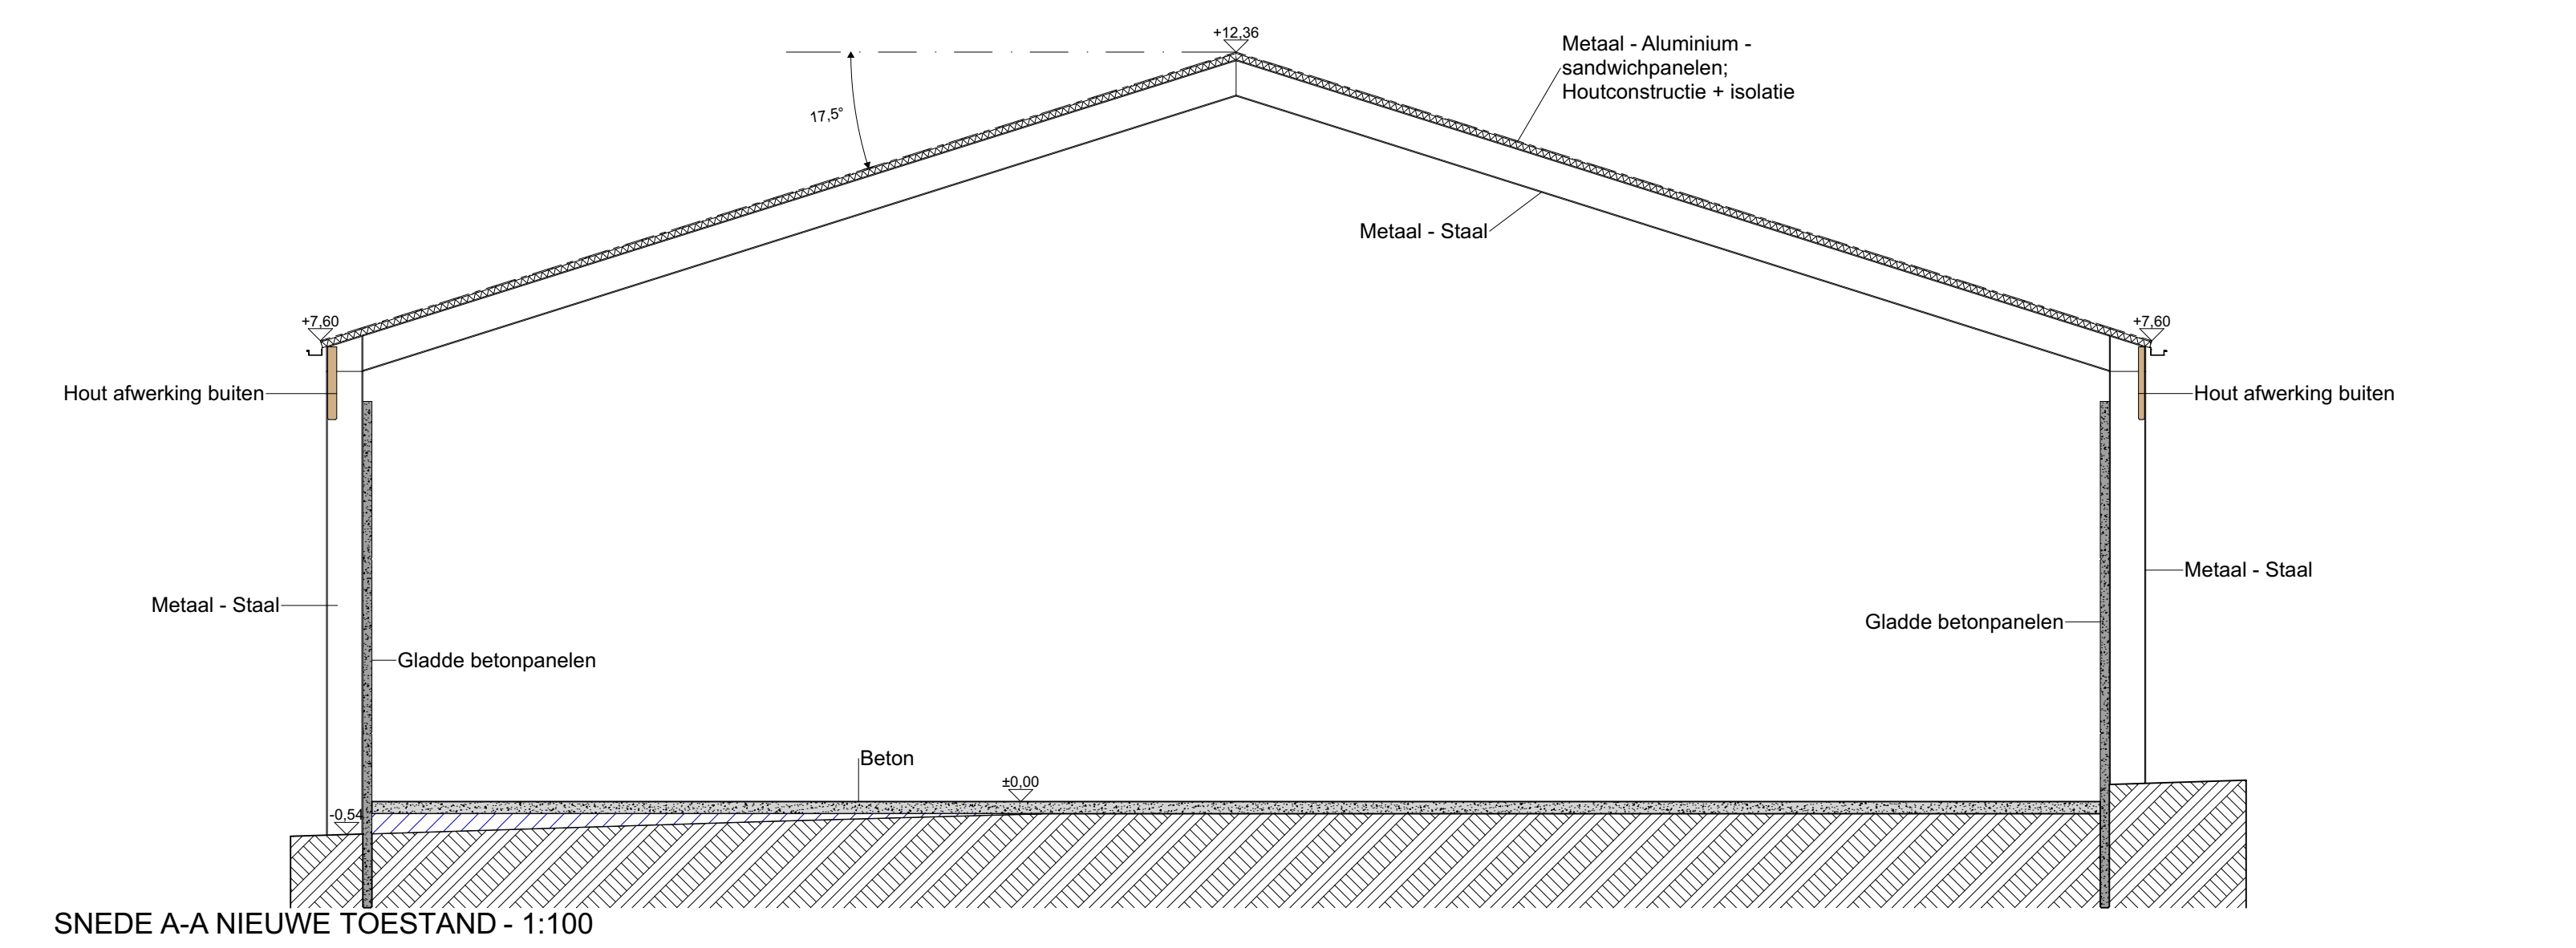 +12,36
Metaal - Aluminium -
sandwichpanelen;
Houtconstructie + isolatie
17,5°
Metaal - Staal
+7,60
+7,60
Hout afwerking buiten
Hout afwerking buiten
Metaal - Staal
Metaal - Staal
Gladde betonpanelen
Gladde betonpanelen
Beton
±0,00
-0,54
SNEDE A-A NIEUWE TOESTAND - 1:100